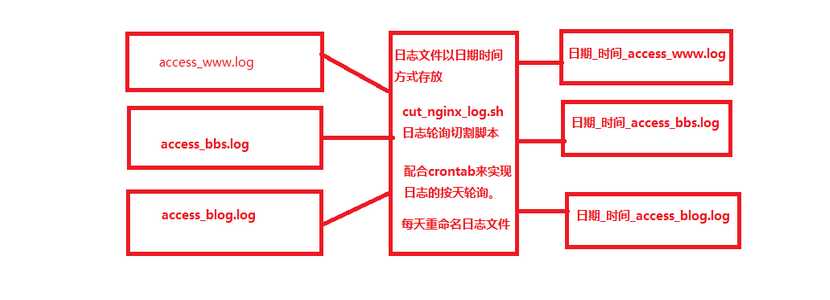 access_www.log
access_bbs.log
access_blog.log
日志文件以日期时间
方式存放
cut_nginx_log.sh
日志轮询切割脚本
配合crontab来实现
日志的按天轮询。
每天重命名日志文件
日期_时间_access_www.log
日期_时间_access_bbs.log
日期_时间_access_blog.log